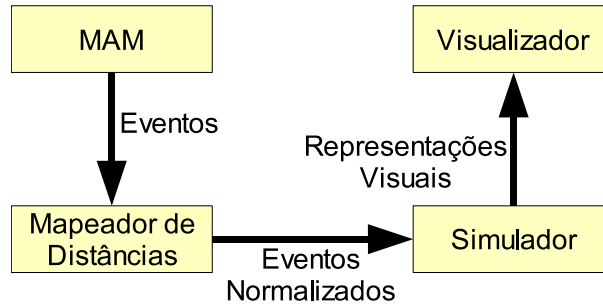 MAM
Visualizador
Eventos
Representações
Visuais
Mapeador de
Distâncias
Eventos
Normalizados
Simulador